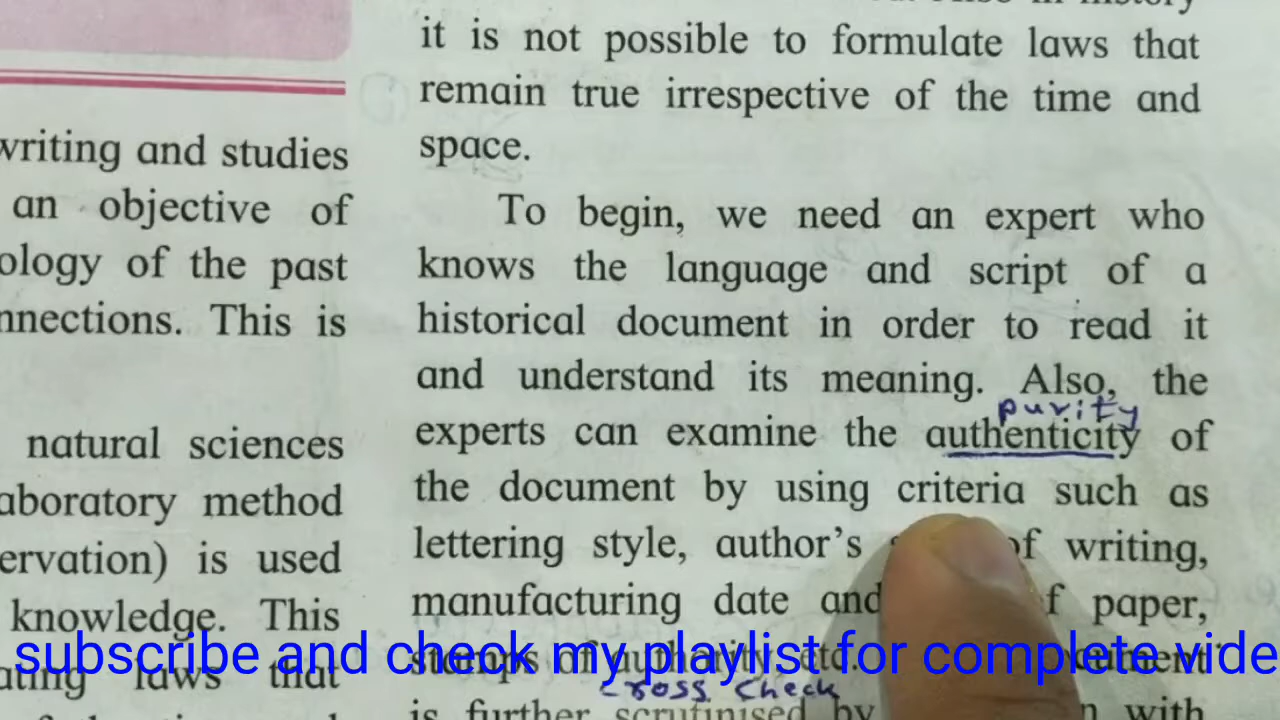 writing and studies
an objective of
ology of the past
nnections. This is
natural sciences
aboratory method
ervation) is used
knowledge. This
ating laws that
it is not possible to formulate laws that
remain true irrespective of the time and
space.
To begin, we need an expert who
knows the language and script of a
historical document in order to read it
and understand its meaning. Also, the
purity
experts can examine the authenticity of
the document by using criteria such as
lettering style, author's of writing,
manufacturing date and paper,
stamps of authority, etc
cross check
is further scrutinised by with
subscribe and check my playlist for complete vide